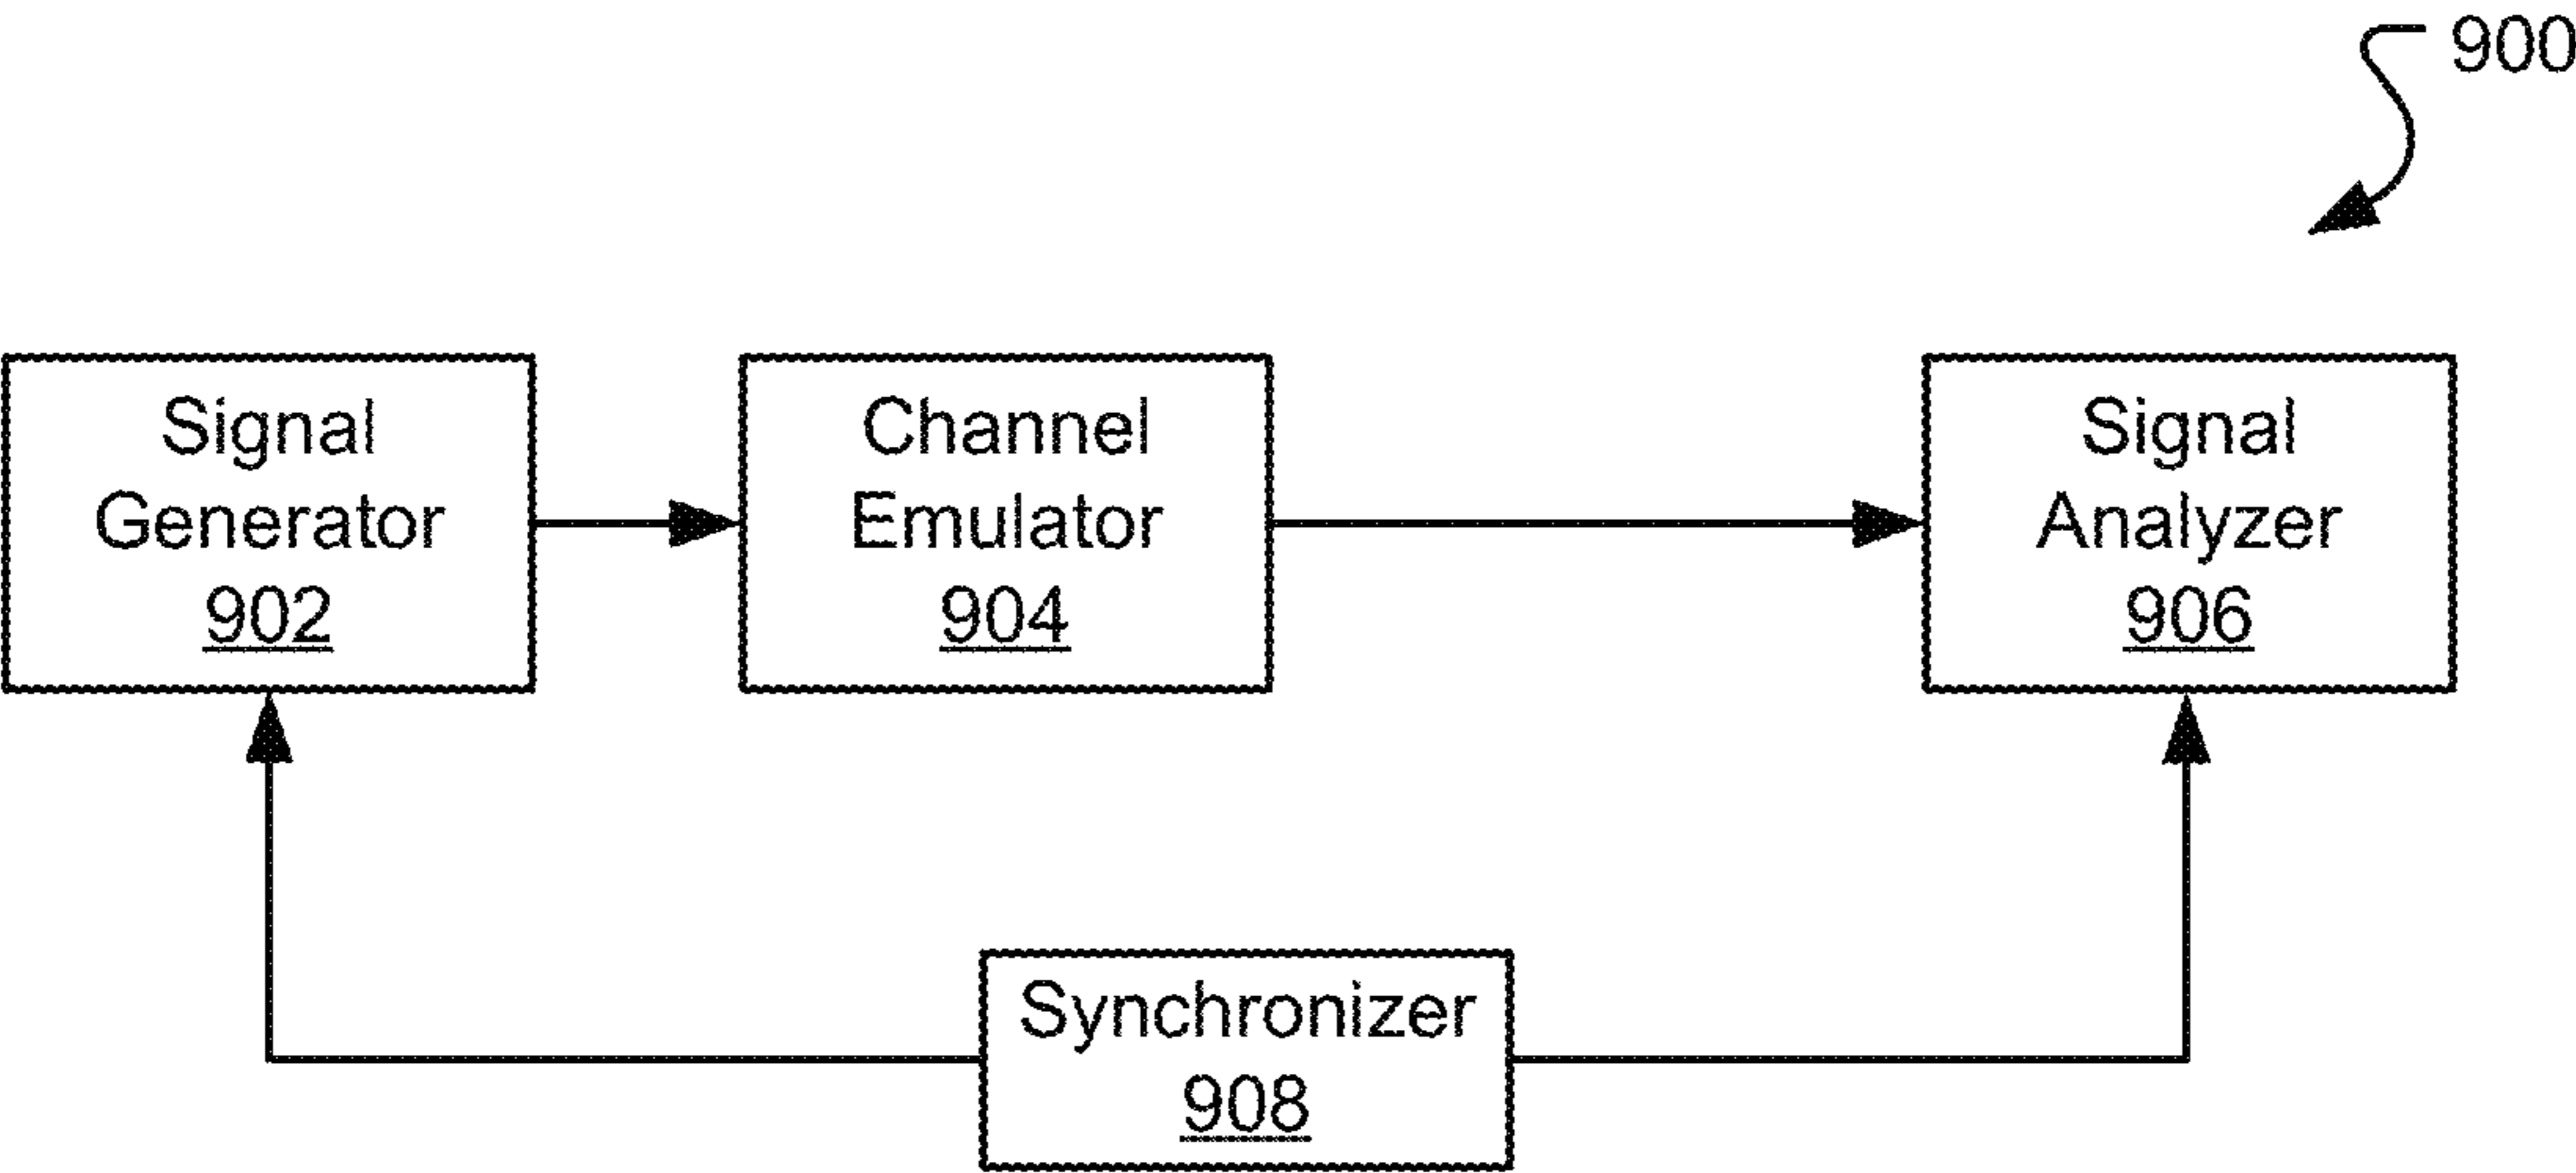 900
Signal
Generator
902
Channel
Emulator
904
Signal
Analyzer
906
Synchronizer
908